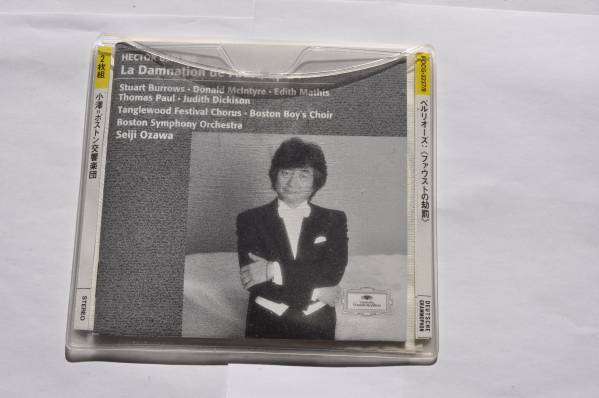 HECTOR
La Damnation de
Stuart Burrows · Donald McIntyre · Edith Mathis
Thomas Paul · Judith Dickison
Tanglewood Festival Chorus · Boston Boy's Choir
Boston Symphony Orchestra
Seiji Ozawa
2枚組
小澤=ボストン交響楽団
STEREO
ベルリオーズ:〈ファウストの劫罰〉
DEUTSCHE
GRAMMOPHON